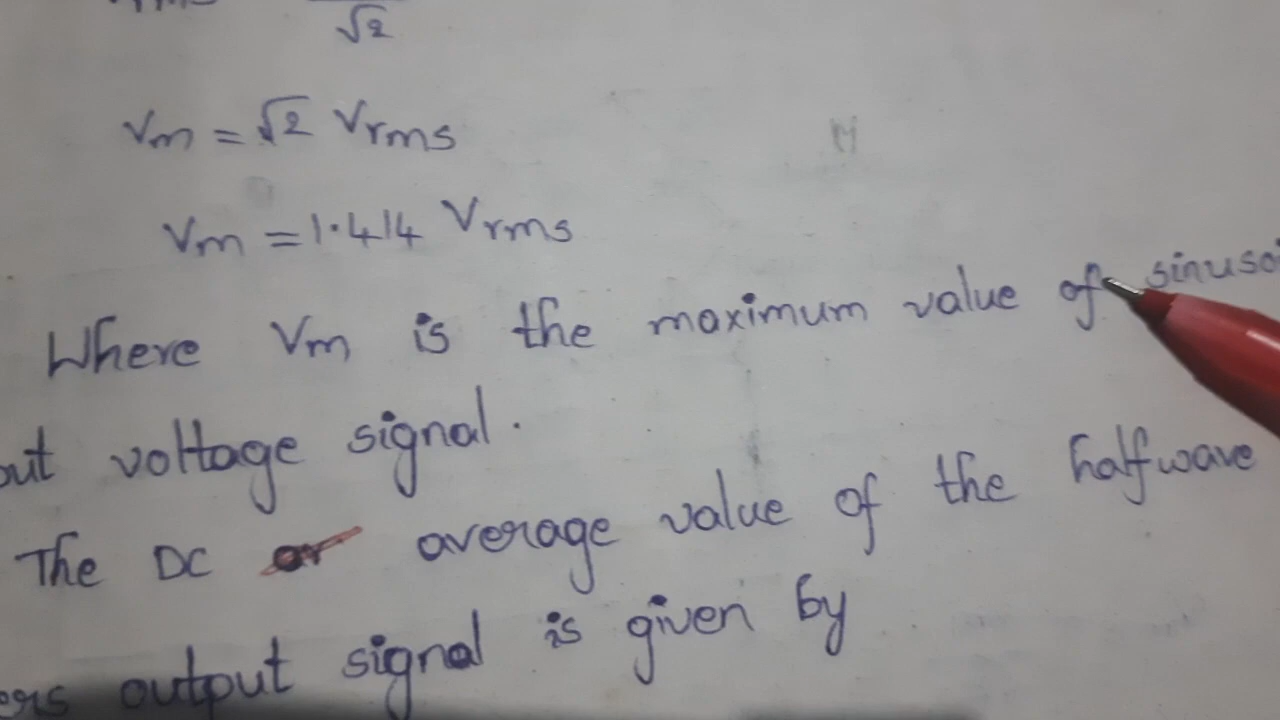 √2
Vm = √2 Vrms
Vm = 1.414 Vrms
Where Vm is the maximum value of
voltage signal.
The DC or average value of the halfwave
output signal is given by